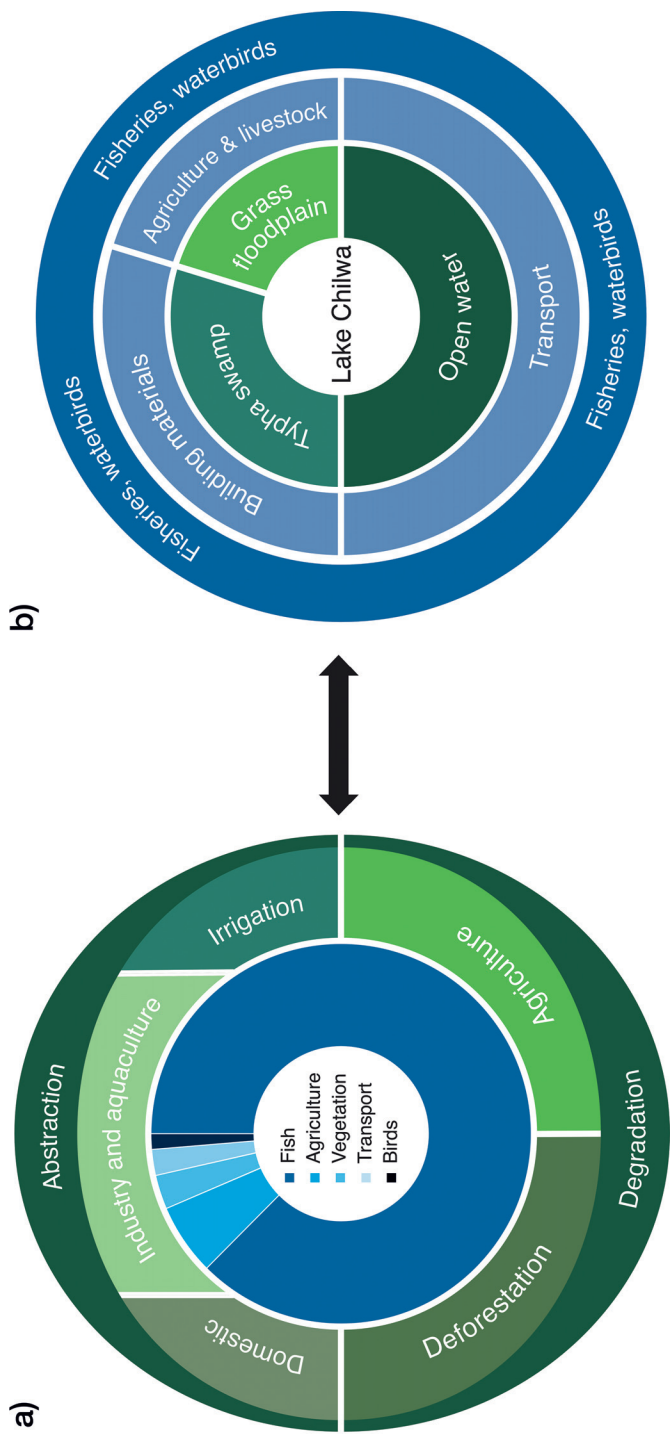 a)
Abstraction
Domestic
Industry and aquaculture
Irrigation
Fish
Agriculture
Vegetation
Transport
Birds
Deforestation
Agriculture
Degradation
b)
Fisheries, waterbirds
Fisheries, waterbirds
Building materials
Agriculture & livestock
Typha swamp
Grass
floodplain
Lake Chilwa
Open water
Transport
Fisheries, waterbirds